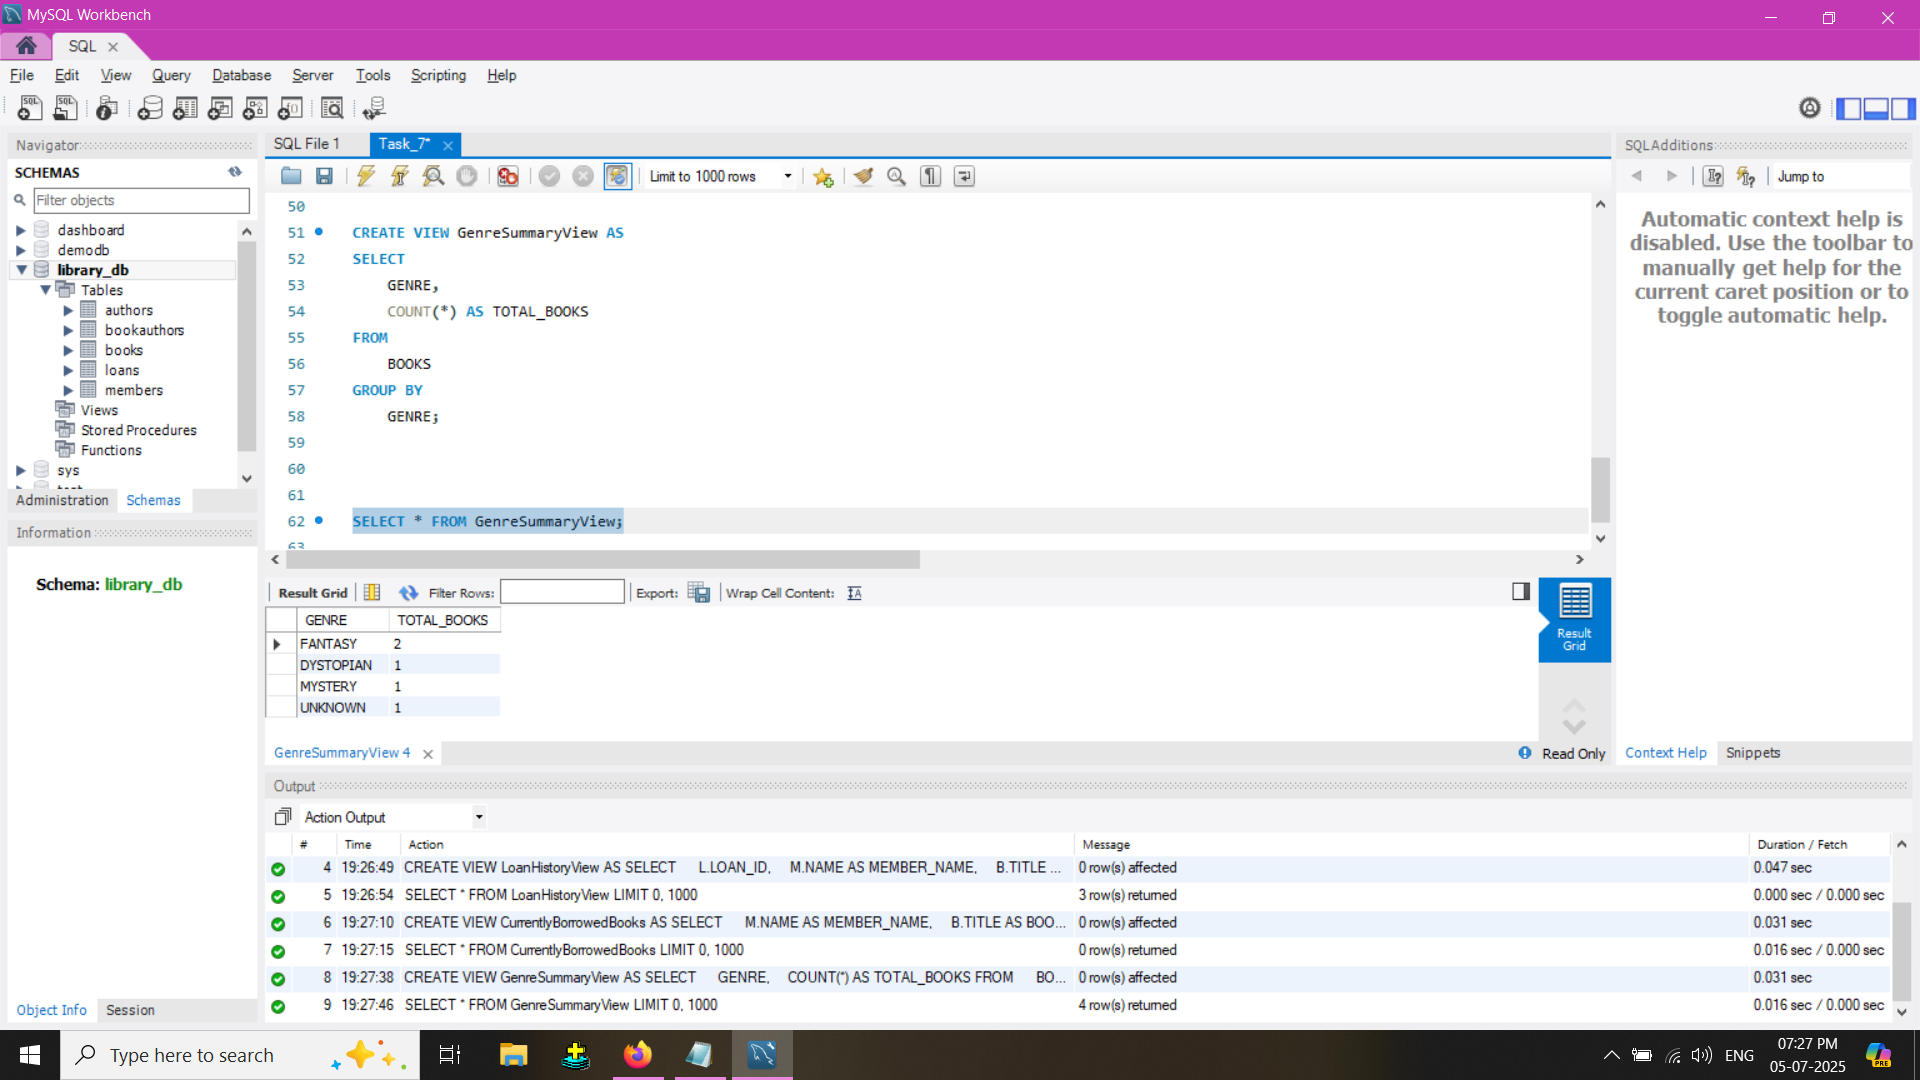 MySQL Workbench
SQL
File Edit View Query Database Server Tools Scripting Help
Navigator
SCHEMAS
Filter objects
dashboard
demodb
library_db
Tables
authors
bookauthors
books
loans
members
Views
Stored Procedures
Functions
sys
Administration Schemas
Information
Schema: library_db
Object Info Session
SQL File 1 Task_7*
Limit to 1000 rows
50
51 CREATE VIEW GenreSummaryView AS
52 SELECT
53 GENRE,
54 COUNT(*) AS TOTAL_BOOKS
55 FROM
56 BOOKS
57 GROUP BY
58 GENRE;
59
60
61
62 SELECT * FROM GenreSummaryView;
63
Result Grid Filter Rows: Export: Wrap Cell Content:
GENRE TOTAL_BOOKS
FANTASY 2
DYSTOPIAN 1
MYSTERY 1
UNKNOWN 1
Result
Grid
GenreSummaryView 4
Read Only
SQLAdditions
Jump to
Automatic context help is
disabled. Use the toolbar to
manually get help for the
current caret position or to
toggle automatic help.
Context Help Snippets
Output
Action Output
# Time Action Message Duration / Fetch
4 19:26:49 CREATE VIEW LoanHistoryView AS SELECT L.LOAN_ID, M.NAME AS MEMBER_NAME, B.TITLE ... 0 row(s) affected 0.047 sec
5 19:26:54 SELECT * FROM LoanHistoryView LIMIT 0, 1000 3 row(s) returned 0.000 sec / 0.000 sec
6 19:27:10 CREATE VIEW CurrentlyBorrowedBooks AS SELECT M.NAME AS MEMBER_NAME, B.TITLE AS BOO... 0 row(s) affected 0.031 sec
7 19:27:15 SELECT * FROM CurrentlyBorrowedBooks LIMIT 0, 1000 0 row(s) returned 0.016 sec / 0.000 sec
8 19:27:38 CREATE VIEW GenreSummaryView AS SELECT GENRE, COUNT(*) AS TOTAL_BOOKS FROM BO... 0 row(s) affected 0.031 sec
9 19:27:46 SELECT * FROM GenreSummaryView LIMIT 0, 1000 4 row(s) returned 0.016 sec / 0.000 sec
Type here to search
ENG
07:27 PM
05-07-2025
PRE